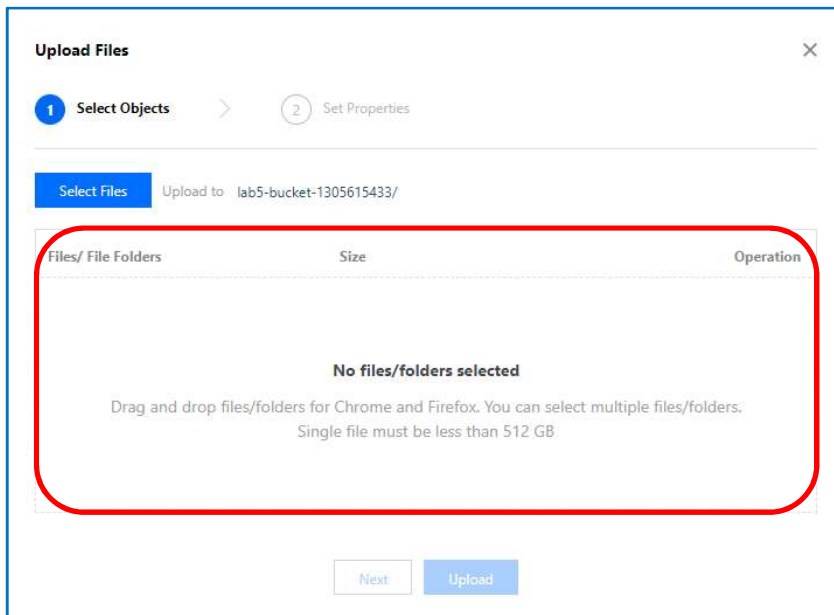 Upload Files
1 Select Objects 2 Set Properties
Select Files Upload to lab5-bucket-1305615433/
Files/ File Folders Size Operation
No files/folders selected
Drag and drop files/folders for Chrome and Firefox. You can select multiple files/folders.
Single file must be less than 512 GB
Next Upload